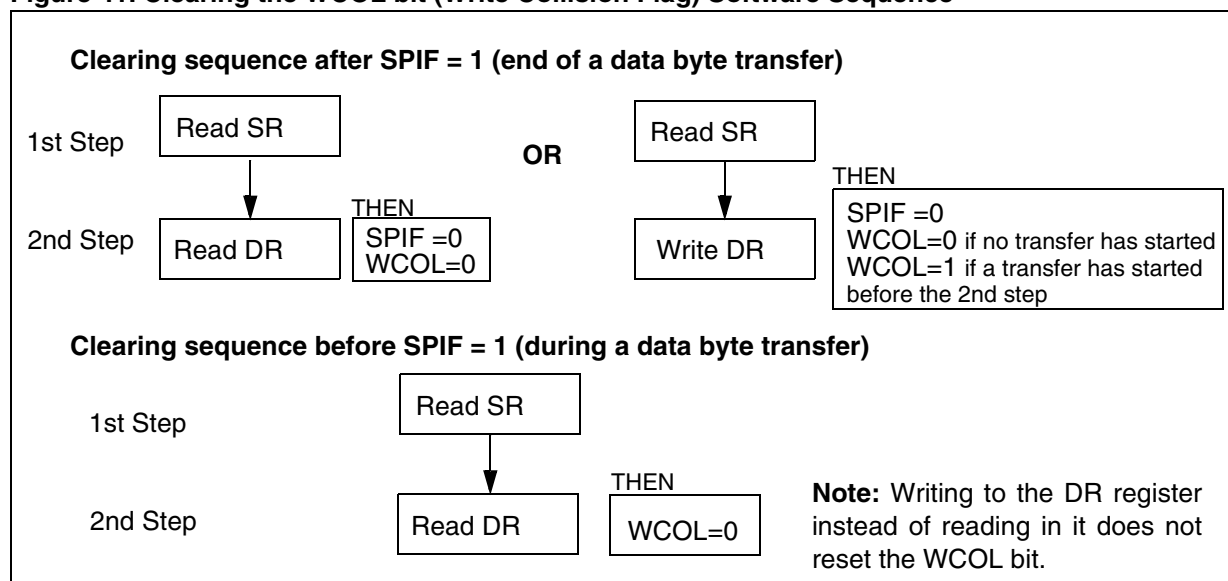 Clearing sequence after SPIF = 1 (end of a data byte transfer)
1st Step
Read SR
OR
Read SR
2nd Step
Read DR
THEN
SPIF =0
WCOL=0
Write DR
THEN
SPIF =0
WCOL=0 if no transfer has started
WCOL=1 if a transfer has started
before the 2nd step
Clearing sequence before SPIF = 1 (during a data byte transfer)
1st Step
Read SR
2nd Step
Read DR
THEN
WCOL=0
Note: Writing to the DR register
instead of reading in it does not
reset the WCOL bit.